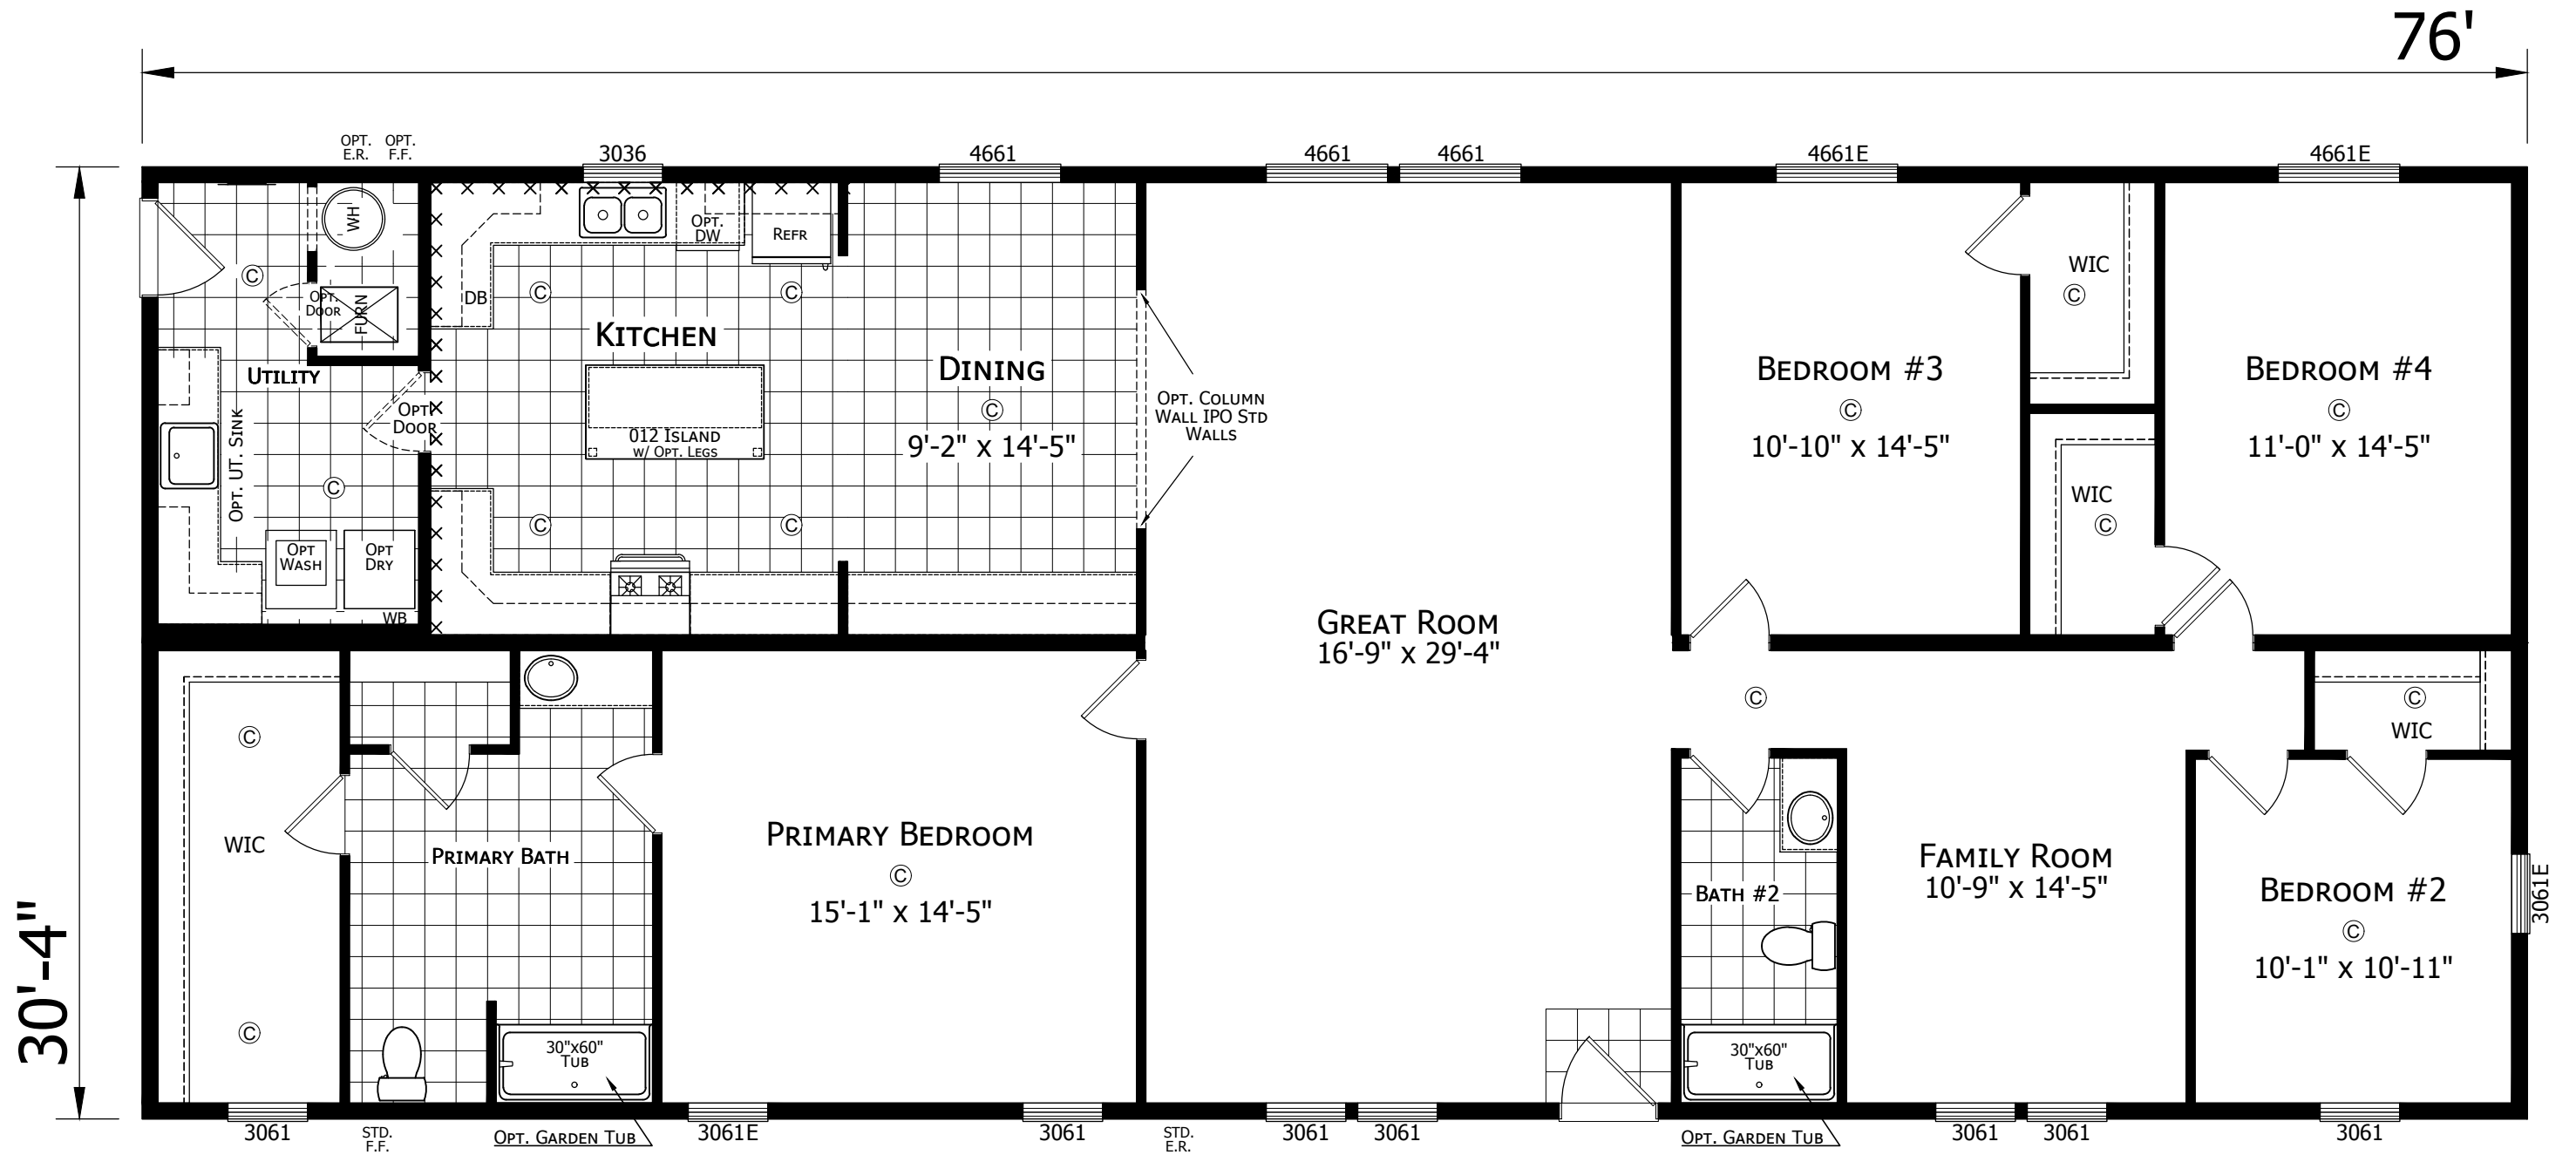 76'
30'-4"
OPT.
E.R.
OPT.
F.F.
3036
4661
4661
4661
4661E
4661E
WH
OPT.
DOOR
FURN
UTILITY
OPT. UT. SINK
OPT
DOOR
OPT
WASH
OPT
DRY
WB
DB
OPT.
DW
REFR
KITCHEN
012 ISLAND
W/ OPT. LEGS
DINING
9'-2" x 14'-5"
OPT. COLUMN
WALL IPO STD
WALLS
GREAT ROOM
16'-9" x 29'-4"
BEDROOM #3
10'-10" x 14'-5"
WIC
WIC
BEDROOM #4
11'-0" x 14'-5"
WIC
PRIMARY BATH
30"x60"
TUB
PRIMARY BEDROOM
15'-1" x 14'-5"
BATH #2
30"x60"
TUB
FAMILY ROOM
10'-9" x 14'-5"
WIC
BEDROOM #2
10'-1" x 10'-11"
3061E
3061
STD.
F.F.
OPT. GARDEN TUB
3061E
3061
STD.
E.R.
3061
3061
OPT. GARDEN TUB
3061
3061
3061